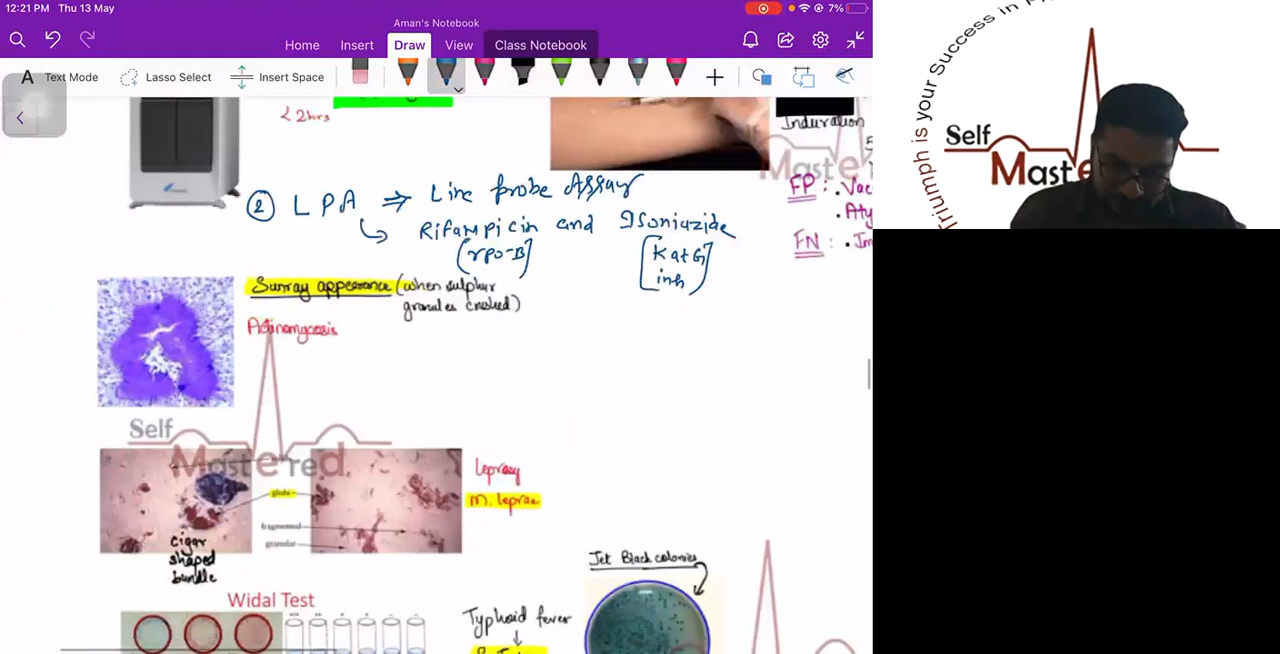 12:21 PM Thu 13 May
7%
Aman's Notebook
Home Insert Draw View Class Notebook
A Text Mode Lasso Select Insert Space
< 2hrs
Induration
② LPA ⇒ Line probe Assay
Rifampicin and Isoniazide
[rpo-B]
[Kat G
inh]
FP : . Vac
. Aty
FN : . Im
Sunray appearance (when sulphur
granules crushed)
Actinomycosis
Self
Mastered
globi
fragmented
granular
cigar
shaped
bundle
Leprosy
M. leprae
Widal Test
Typhoid fever
Jet Black colonies
Triumph is your Success in
Self
Maste